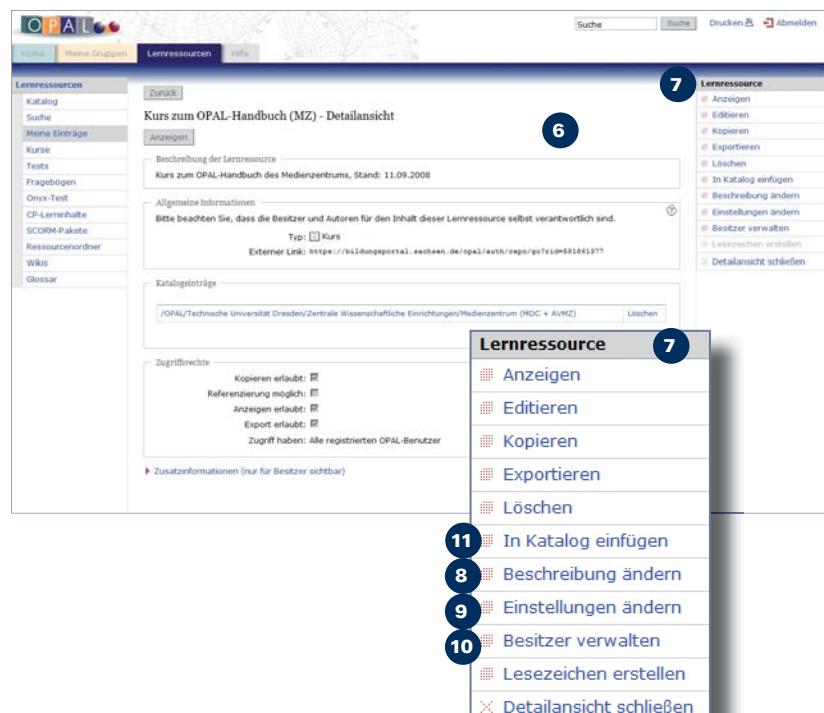 OPAL
Suche Suche Drucken Abmelden
Home Meine Gruppen Lernressourcen Hilfe
Lernressourcen
Katalog
Suche
Meine Einträge
Kurse
Tests
Fragebögen
Onyx-Test
CP-Lerninhalte
SCORM-Pakete
Ressourcenordner
Wikis
Glossar
Zurück
Kurs zum OPAL-Handbuch (MZ) - Detailansicht
6
Anzeigen
Beschreibung der Lernressource
Kurs zum OPAL-Handbuch des Medienzentrums, Stand: 11.09.2008
Allgemeine Informationen
?
Bitte beachten Sie, dass die Besitzer und Autoren für den Inhalt dieser Lernressource selbst verantwortlich sind.
Typ: Kurs
Externer Link: https://bildungsportal.sachsen.de/opal/auth/repo/go?rid=581861377
Katalogeinträge
/OPAL/Technische Universität Dresden/Zentrale Wissenschaftliche Einrichtungen/Medienzentrum (MDC + AVMZ) Löschen
Zugriffsrechte
Kopieren erlaubt:
Referenzierung möglich:
Anzeigen erlaubt:
Export erlaubt:
Zugriff haben: Alle registrierten OPAL-Benutzer
Zusatzinformationen (nur für Besitzer sichtbar)
7 Lernressource
Anzeigen
Editieren
Kopieren
Exportieren
Löschen
In Katalog einfügen
Beschreibung ändern
Einstellungen ändern
Besitzer verwalten
Lesezeichen erstellen
Detailansicht schließen
Lernressource 7
Anzeigen
Editieren
Kopieren
Exportieren
Löschen
11 In Katalog einfügen
8 Beschreibung ändern
9 Einstellungen ändern
10 Besitzer verwalten
Lesezeichen erstellen
Detailansicht schließen